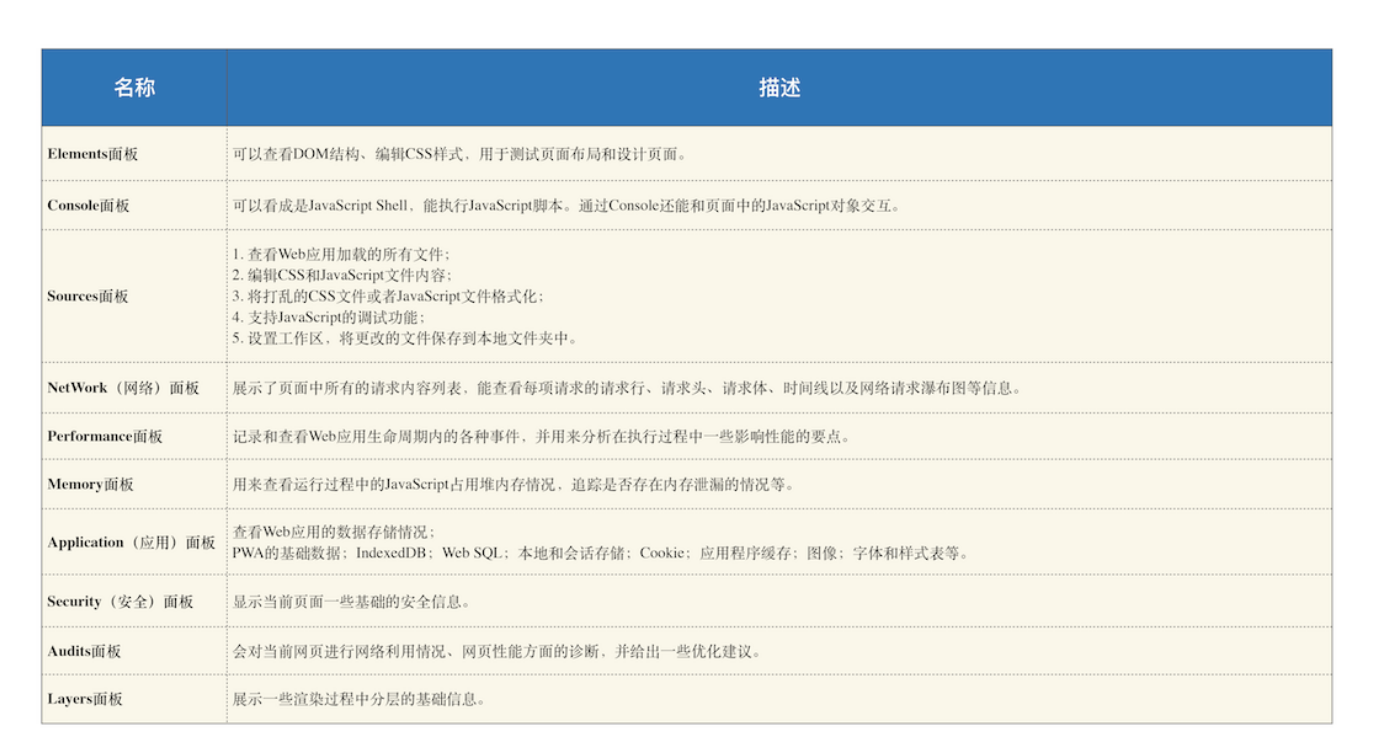 名称
描述
Elements面板
可以查看DOM结构、编辑CSS样式，用于测试页面布局和设计页面。
Console面板
可以看成是JavaScript Shell，能执行JavaScript脚本。通过Console还能和页面中的JavaScript对象交互。
Sources面板
1. 查看Web应用加载的所有文件；
2. 编辑CSS和JavaScript文件内容；
3. 将打乱的CSS文件或者JavaScript文件格式化；
4. 支持JavaScript的调试功能；
5. 设置工作区，将更改的文件保存到本地文件夹中。
NetWork（网络）面板
展示了页面中所有的请求内容列表，能查看每项请求的请求行、请求头、请求体、时间线以及网络请求瀑布图等信息。
Performance面板
记录和查看Web应用生命周期内的各种事件，并用来分析在执行过程中一些影响性能的要点。
Memory面板
用来查看运行过程中的JavaScript占用堆内存情况，追踪是否存在内存泄漏的情况等。
Application（应用）面板
查看Web应用的数据存储情况；
PWA的基础数据；IndexedDB；Web SQL；本地和会话存储；Cookie；应用程序缓存；图像；字体和样式表等。
Security（安全）面板
显示当前页面一些基础的安全信息。
Audits面板
会对当前网页进行网络利用情况、网页性能方面的诊断，并给出一些优化建议。
Layers面板
展示一些渲染过程中分层的基础信息。